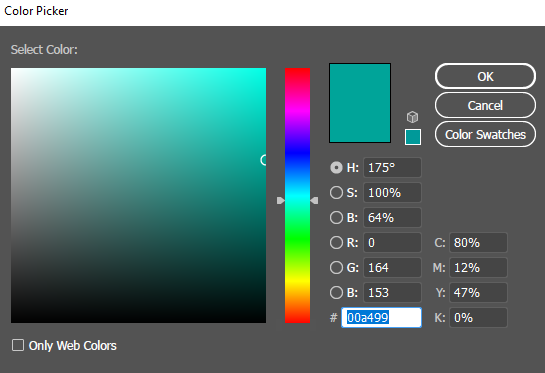 Color Picker
Select Color:
OK
Cancel
Color Swatches
H: 175°
S: 100%
B: 64%
R: 0
G: 164
B: 153
# 00a499
C: 80%
M: 12%
Y: 47%
K: 0%
Only Web Colors